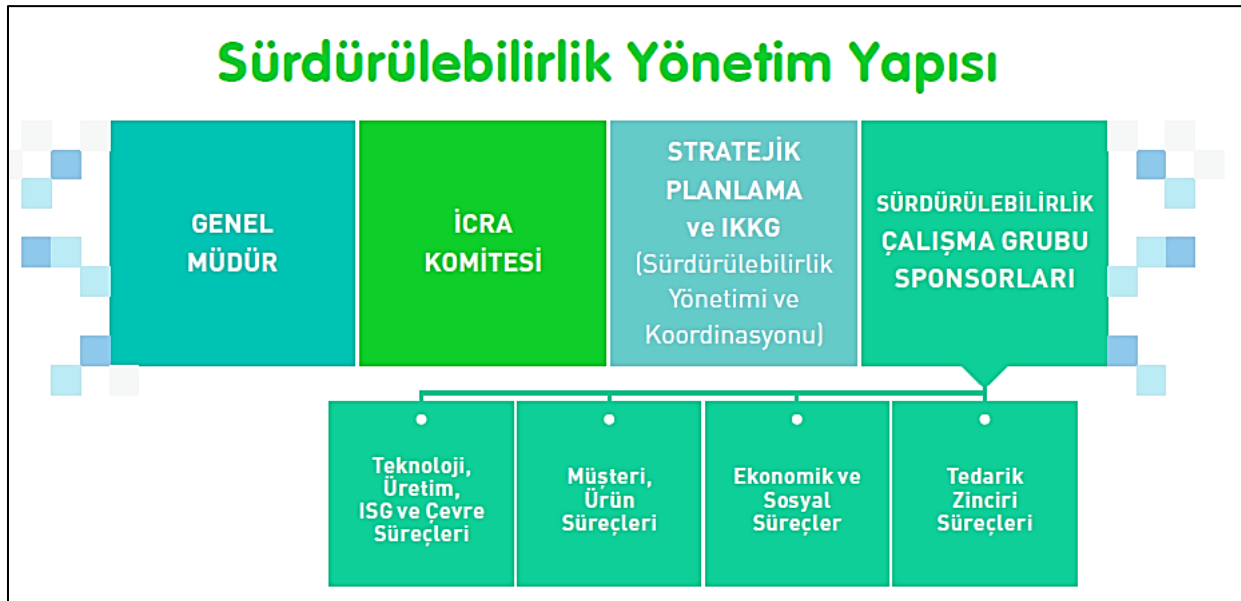 Sürdürülebilirlik Yönetim Yapısı
GENEL
MÜDÜR
İCRA
KOMİTESİ
STRATEJİK
PLANLAMA
ve IKKG
(Sürdürülebilirlik
Yönetimi ve
Koordinasyonu)
SÜRDÜRÜLEBİLİRLİK
ÇALIŞMA GRUBU
SPONSORLARI
Teknoloji,
Üretim,
ISG ve Çevre
Süreçleri
Müşteri,
Ürün
Süreçleri
Ekonomik ve
Sosyal
Süreçler
Tedarik
Zinciri
Süreçleri